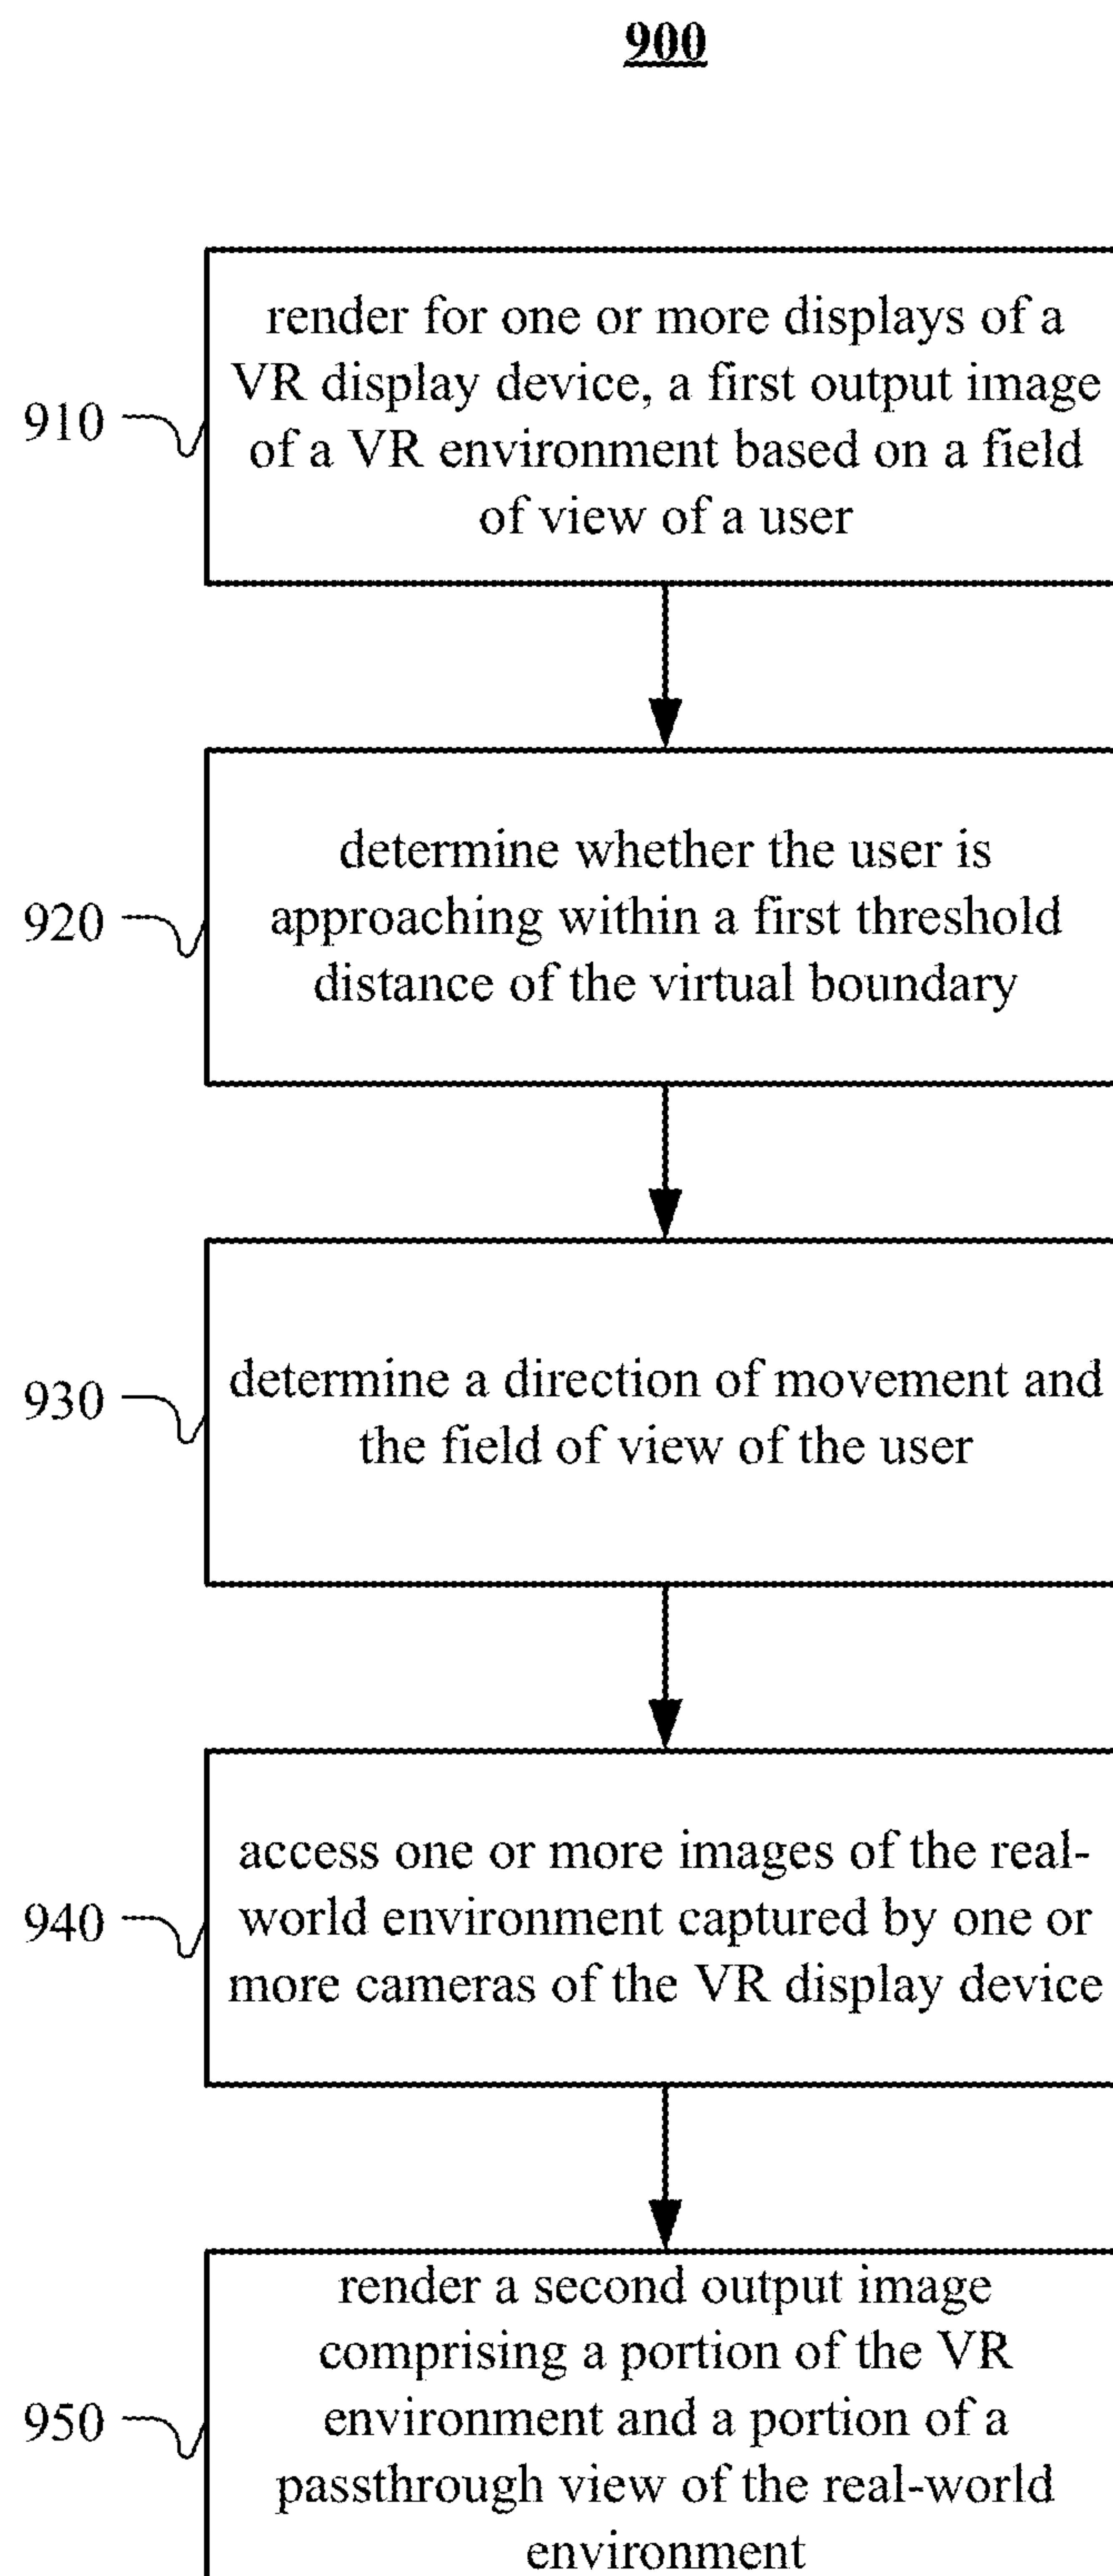 900
render for one or more displays of a
VR display device, a first output image
of a VR environment based on a field
of view of a user
910
determine whether the user is
approaching within a first threshold
distance of the virtual boundary
920
determine a direction of movement and
the field of view of the user
930
access one or more images of the real-
world environment captured by one or
more cameras of the VR display device
940
render a second output image
comprising a portion of the VR
environment and a portion of a
passthrough view of the real-world
environment
950